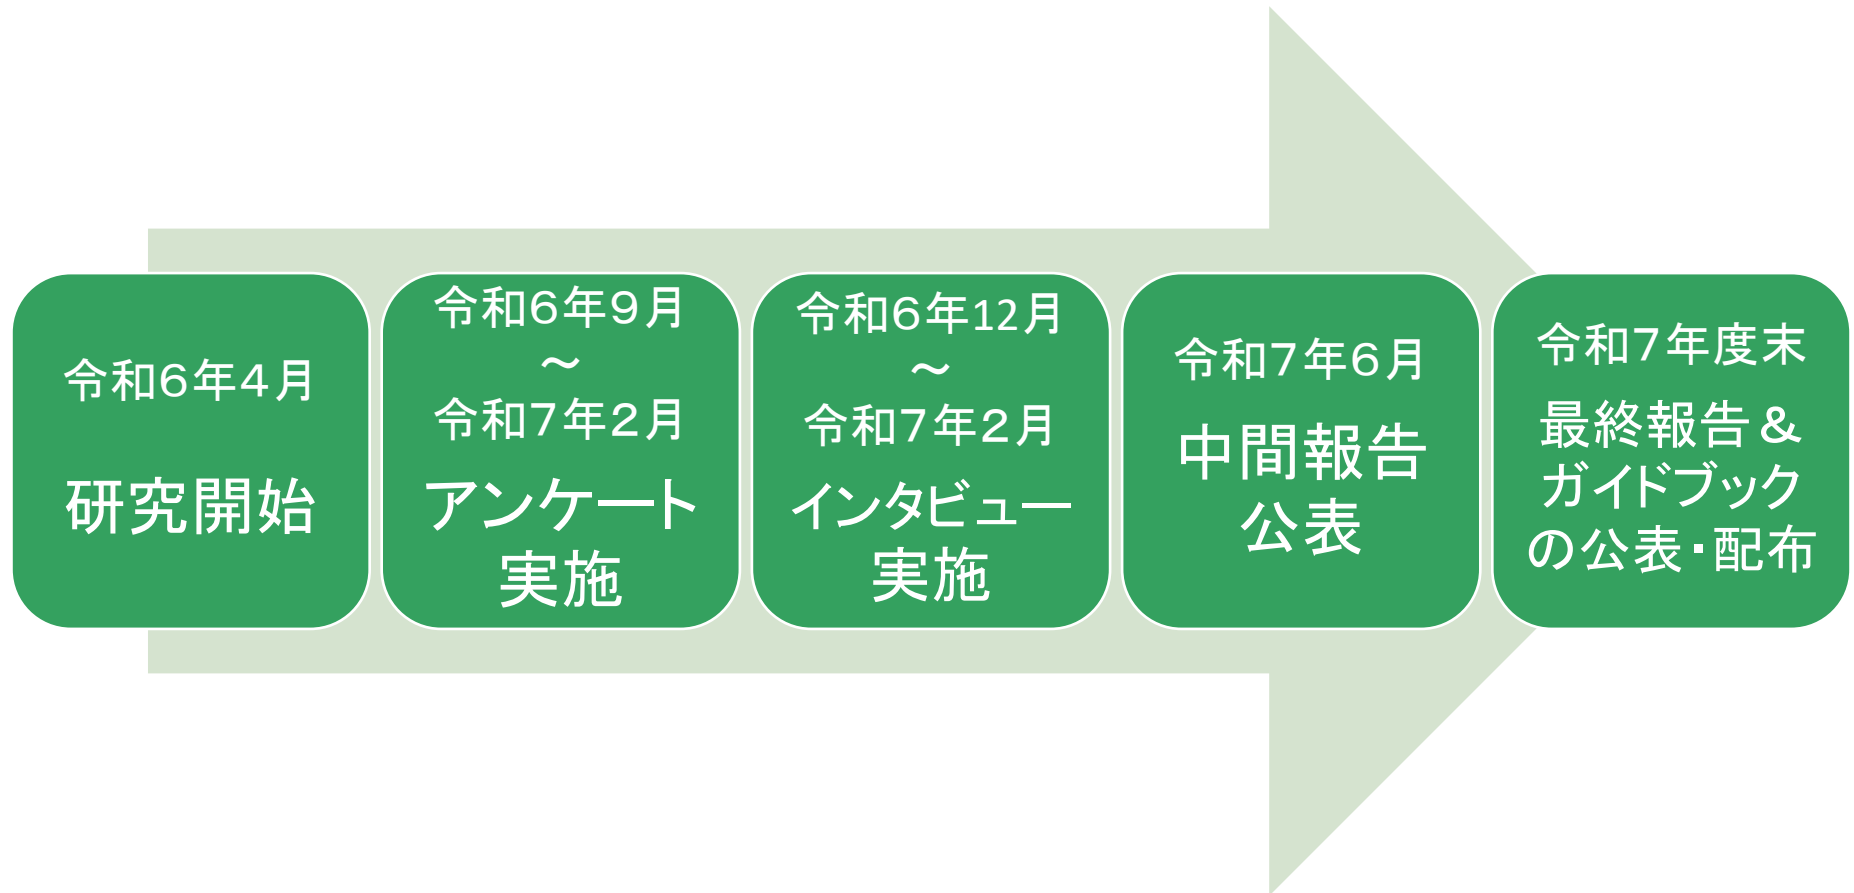 令和６年４月
研究開始
令和６年９月
～
令和７年２月
アンケート
実施
令和６年12月
～
令和７年２月
インタビュー
実施
令和７年６月
中間報告
公表
令和７年度末
最終報告＆
ガイドブック
の公表・配布